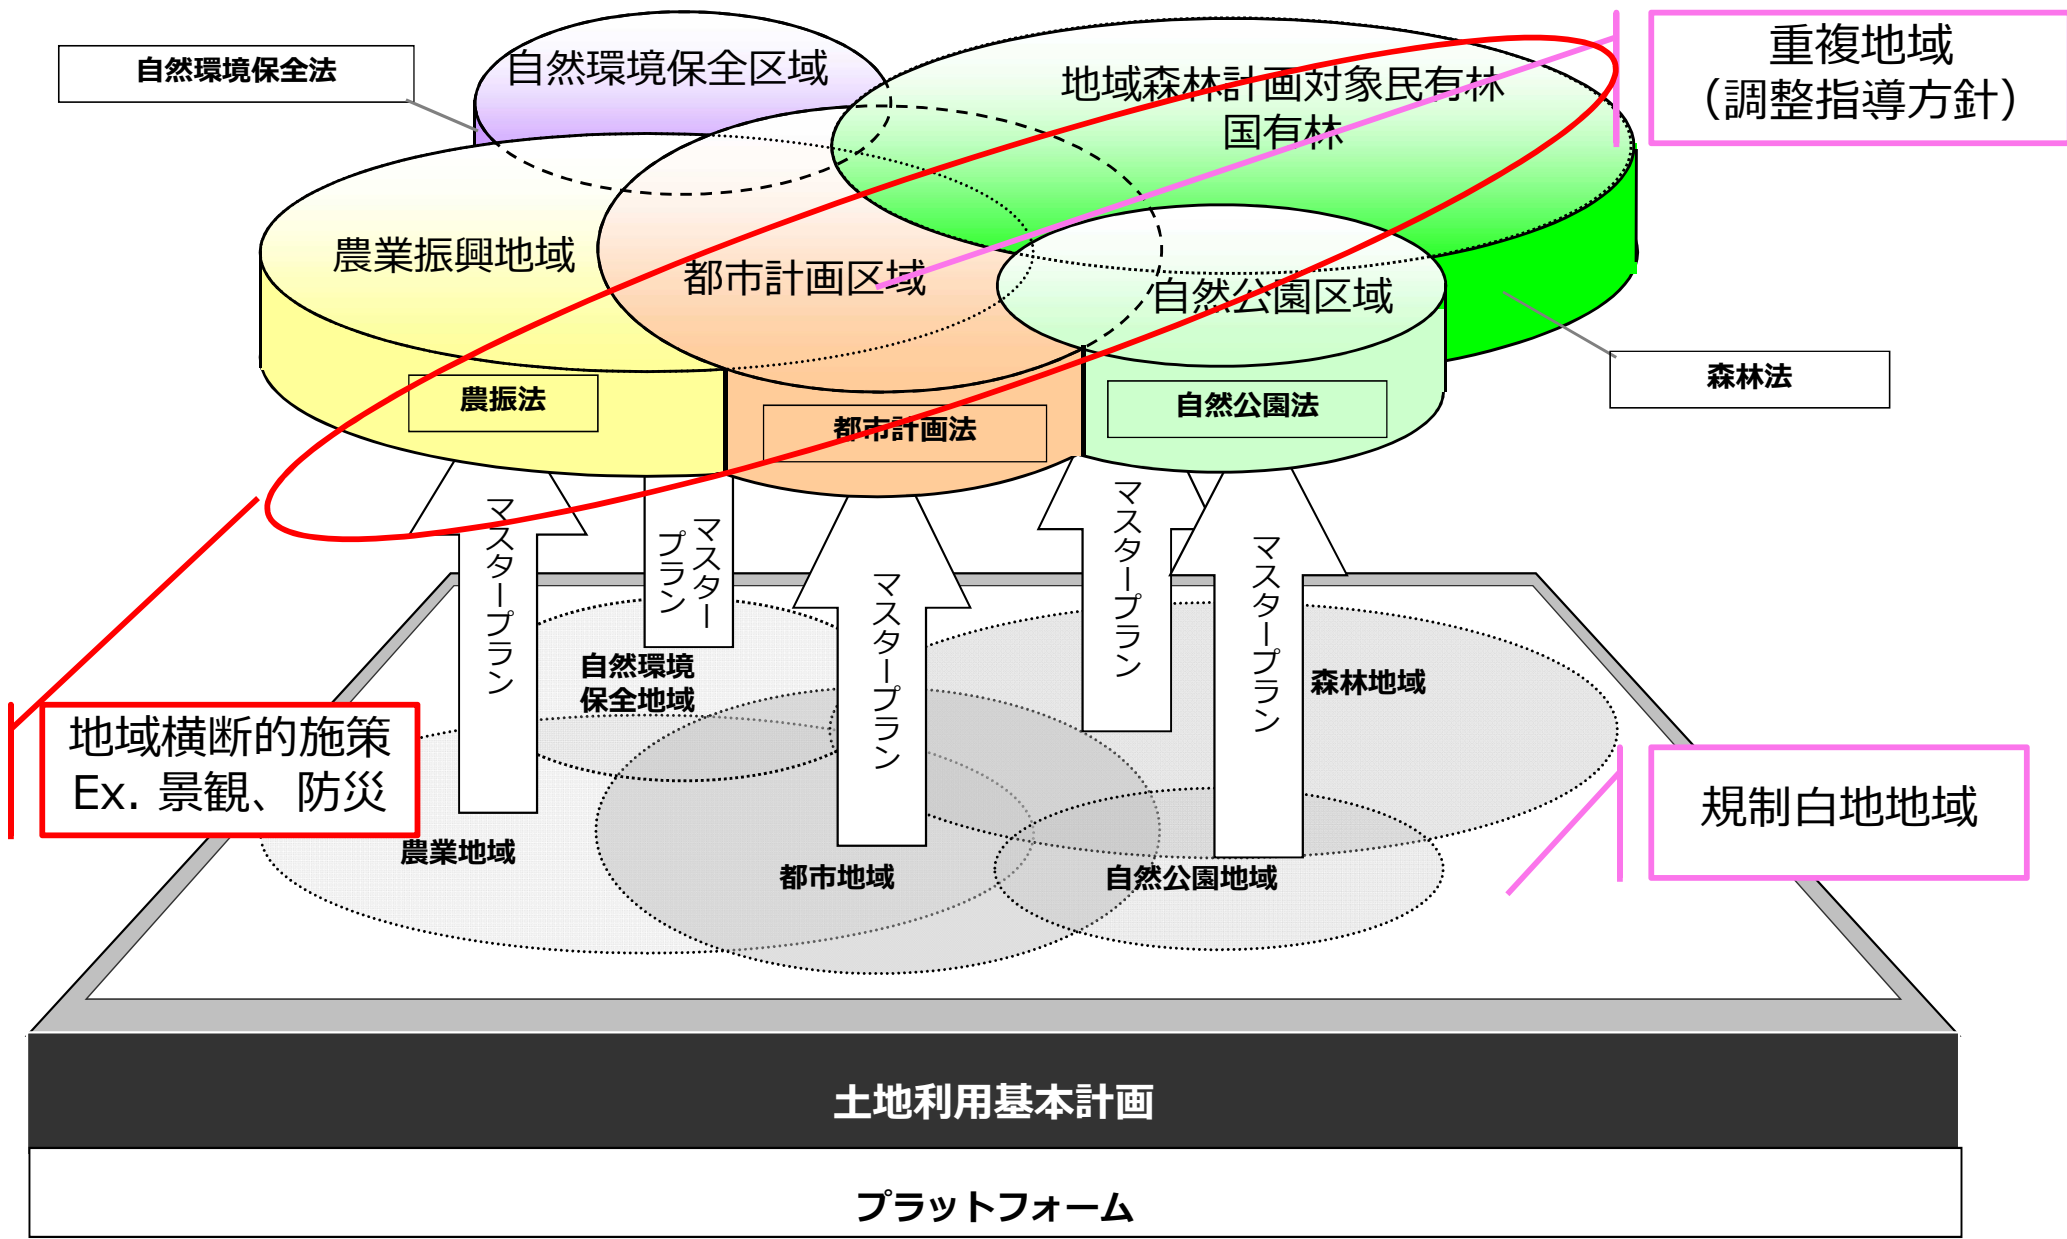 自然環境保全法
自然環境保全区域
地域森林計画対象民有林
国有林
重複地域
（調整指導方針）
農業振興地域
都市計画区域
自然公園区域
農振法
都市計画法
自然公園法
森林法
マスタープラン
マスター
プラン
マスタープラン
マスタープラン
マスタープラン
自然環境
保全地域
森林地域
地域横断的施策
Ex. 景観、防災
規制白地地域
農業地域
都市地域
自然公園地域
土地利用基本計画
プラットフォーム